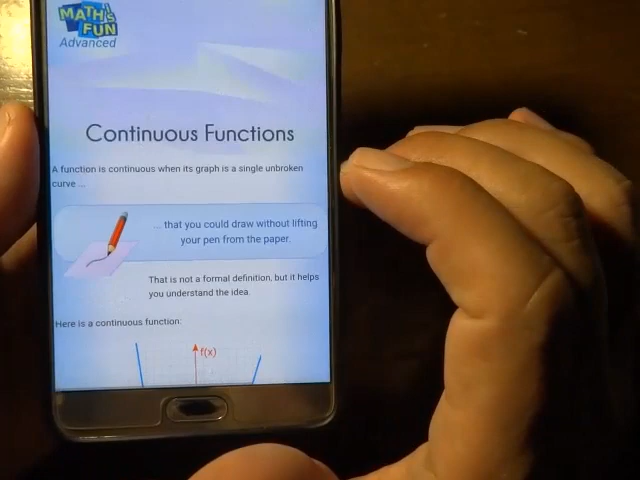 MATH is
FUN
Advanced
Continuous Functions
A function is continuous when its graph is a single unbroken
curve ...
... that you could draw without lifting
your pen from the paper.
That is not a formal definition, but it helps
you understand the idea.
Here is a continuous function:
f(x)